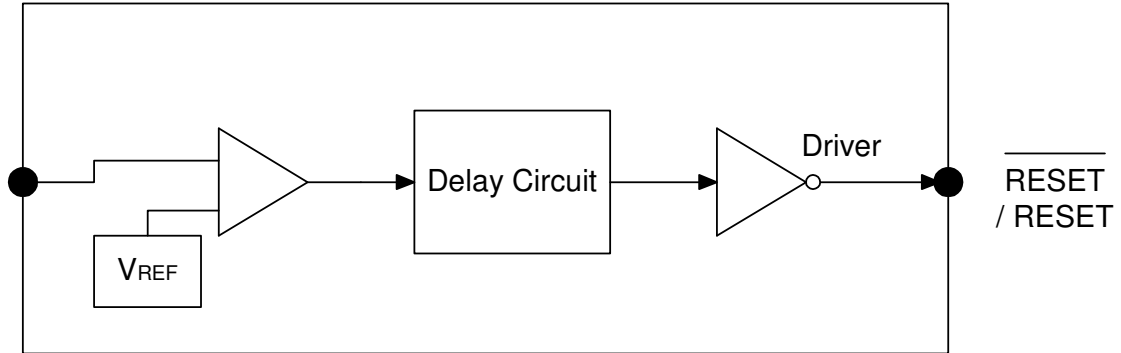 Driver
Delay Circuit
RESET
/ RESET
VREF